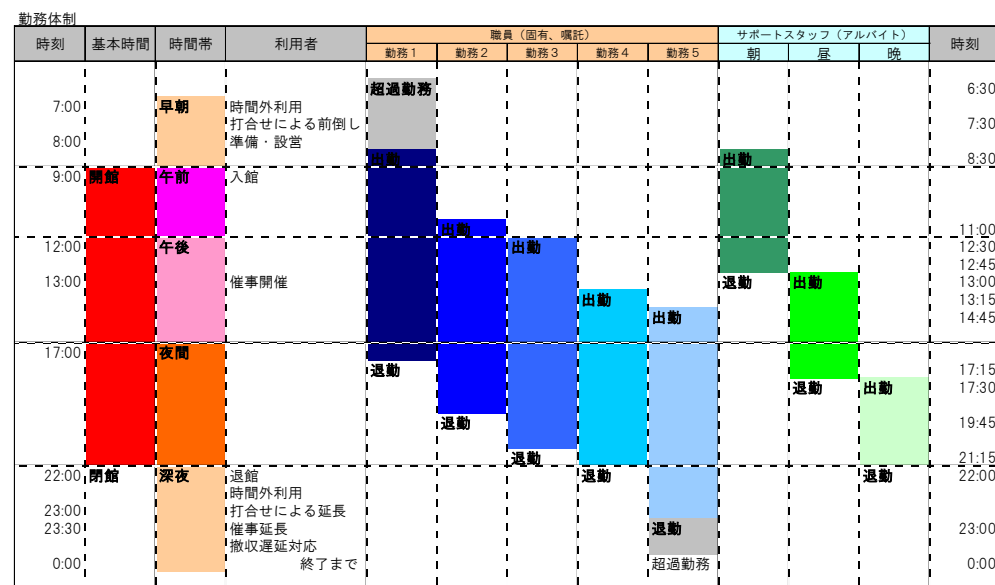 勤務体制
時刻 基本時間 時間帯 利用者 職員（固有、嘱託） サポートスタッフ（アルバイト） 時刻
勤務１ 勤務２ 勤務３ 勤務４ 勤務５ 朝 昼 晩
超過勤務 6:30
7:00 早朝 時間外利用
打合せによる前倒し 7:30
8:00 準備・設営
出勤 出勤 8:30
9:00 開館 午前 入館
出勤 11:00
12:00 午後 出勤 12:30
12:45
13:00 催事開催 退勤 出勤 13:00
出勤 13:15
出勤 14:45
17:00 夜間
退勤 17:15
退勤 出勤 17:30
退勤 19:45
退勤 21:15
22:00 閉館 深夜 退館 退勤 退勤 22:00
時間外利用
23:00 打合せによる延長
23:30 催事延長 退勤 23:00
撤収遅延対応
0:00 終了まで 超過勤務 0:00